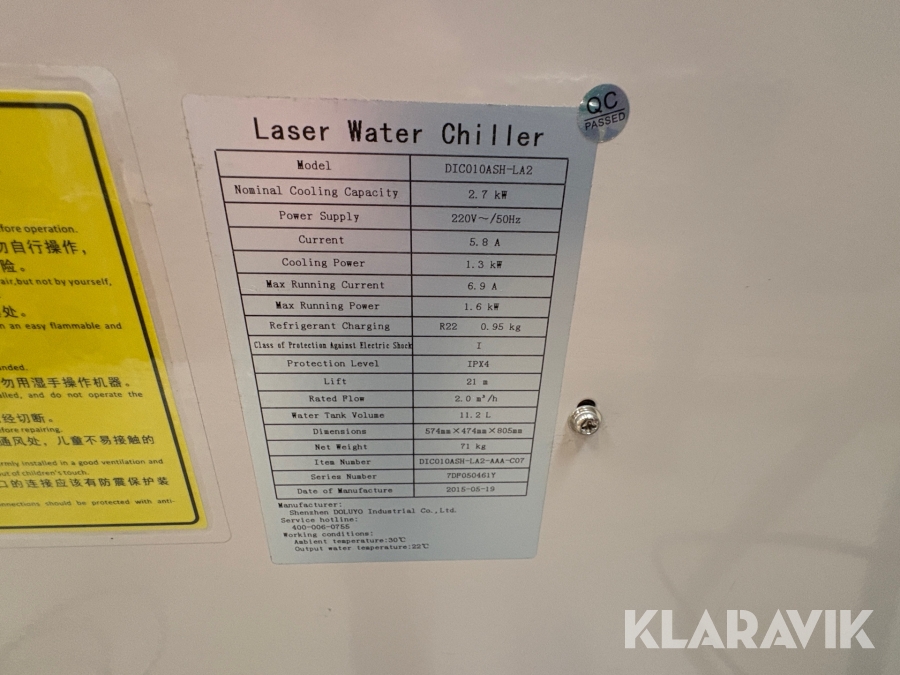 QC
PASSED
Laser Water Chiller
Model DIC010ASH-LA2
Nominal Cooling Capacity 2.7 kW
Power Supply 220V～/50Hz
Current 5.8 A
Cooling Power 1.3 kW
Max Running Current 6.9 A
Max Running Power 1.6 kW
Refrigerant Charging R22 0.95 kg
Class of Protection Against Electric Shock I
Protection Level IPX4
Lift 21 m
Rated Flow 2.0 m³/h
Water Tank Volume 11.2 L
Dimensions 574mm×474mm×805mm
Net Weight 71 kg
Item Number DIC010ASH-LA2-AAA-C07
Series Number 7DP050461Y
Date of Manufacture 2015-05-19
Manufacturer:
Shenzhen DOLUYO Industrial Co.,Ltd.
Service hotline:
400-006-0755
Working conditions:
Ambient temperature:30℃
Output water temperature:22℃
before operation.
勿自行操作，
险。
air,but not by yourself,
处。
in an easy flammable and
勿用湿手操作机器。
and do not operate the
经切断。
before repairing.
通风处，儿童不易接触的
installed in a good ventilation and
out of children's touch.
口的连接应该有防震保护装
should be protected with anti-
KLARAVIK